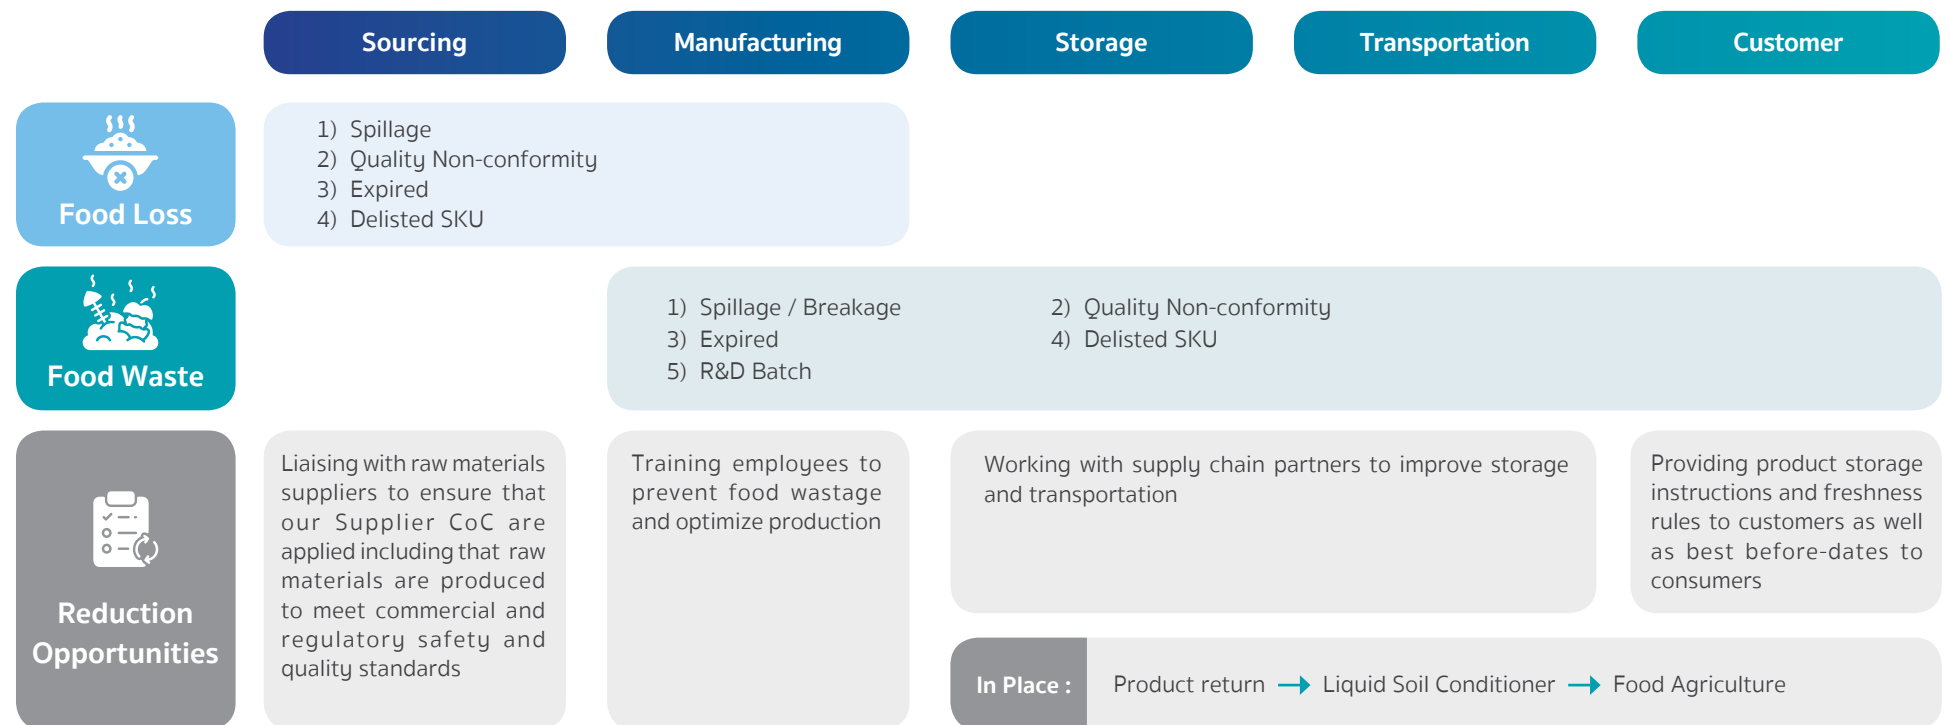 Sourcing
Manufacturing
Storage
Transportation
Customer
Food Loss
1) Spillage
2) Quality Non-conformity
3) Expired
4) Delisted SKU
Food Waste
1) Spillage / Breakage
2) Quality Non-conformity
3) Expired
4) Delisted SKU
5) R&D Batch
Reduction
Opportunities
Liaising with raw materials
suppliers to ensure that
our Supplier CoC are
applied including that raw
materials are produced
to meet commercial and
regulatory safety and
quality standards
Training employees to
prevent food wastage
and optimize production
Working with supply chain partners to improve storage
and transportation
Providing product storage
instructions and freshness
rules to customers as well
as best before-dates to
consumers
In Place :
Product return → Liquid Soil Conditioner → Food Agriculture